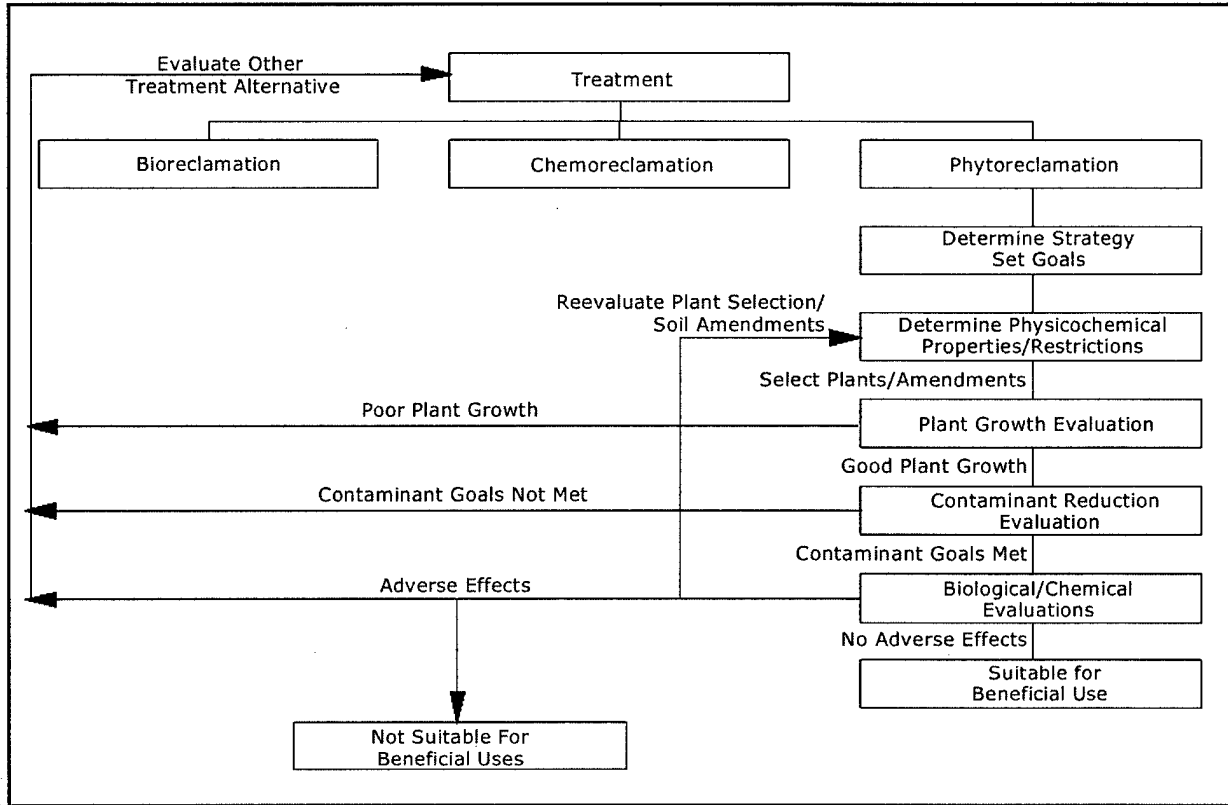 Evaluate Other
Treatment Alternative
Treatment
Bioreclamation
Chemoreclamation
Phytoreclamation
Determine Strategy
Set Goals
Reevaluate Plant Selection/
Soil Amendments
Determine Physicochemical
Properties/Restrictions
Select Plants/Amendments
Poor Plant Growth
Plant Growth Evaluation
Good Plant Growth
Contaminant Goals Not Met
Contaminant Reduction
Evaluation
Contaminant Goals Met
Adverse Effects
Biological/Chemical
Evaluations
No Adverse Effects
Suitable for
Beneficial Use
Not Suitable For
Beneficial Uses